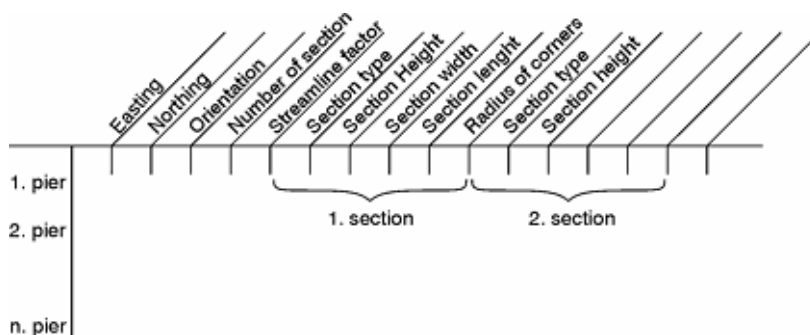 Easting
Northing
Orientation
Number of section
Streamline factor
Section type
Section Height
Section width
Section lenght
Radius of corners
Section type
Section height
1. pier
1. section
2. section
2. pier
n. pier